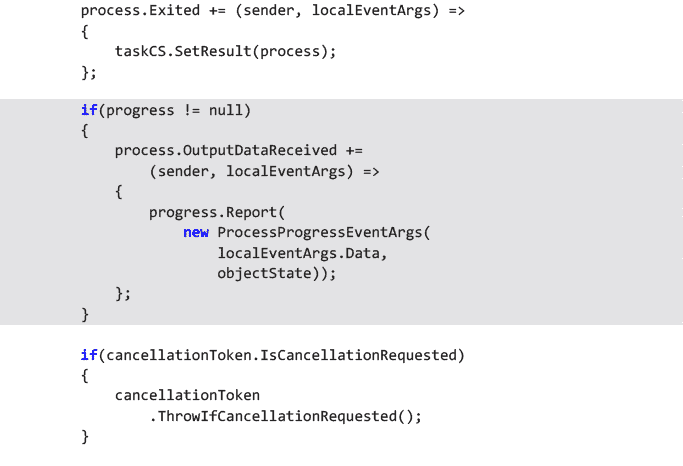 process.Exited += (sender, localEventArgs) =>
{
taskCS.SetResult(process);
};
if(progress != null)
{
process.OutputDataReceived +=
(sender, localEventArgs) =>
{
progress.Report(
new ProcessProgressEventArgs(
localEventArgs.Data,
objectState));
};
}
if(cancellationToken.IsCancellationRequested)
{
cancellationToken
.ThrowIfCancellationRequested();
}